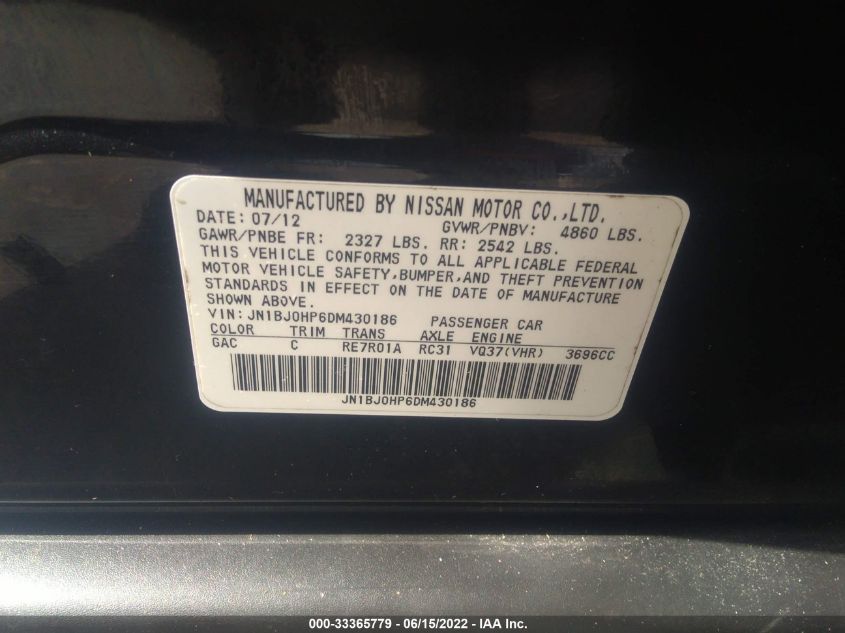 MANUFACTURED BY NISSAN MOTOR CO.,LTD.
DATE: 07/12 GVWR/PNBV: 4860 LBS.
GAWR/PNBE FR: 2327 LBS. RR: 2542 LBS.
THIS VEHICLE CONFORMS TO ALL APPLICABLE FEDERAL
MOTOR VEHICLE SAFETY,BUMPER,AND THEFT PREVENTION
STANDARDS IN EFFECT ON THE DATE OF MANUFACTURE
SHOWN ABOVE.
VIN: JN1BJ0HP6DM430186 PASSENGER CAR
COLOR TRIM TRANS AXLE ENGINE
GAC C RE7R01A RC31 VQ37(VHR) 3696CC
JN1BJ0HP6DM430186
000-33365779 - 06/15/2022 - IAA Inc.